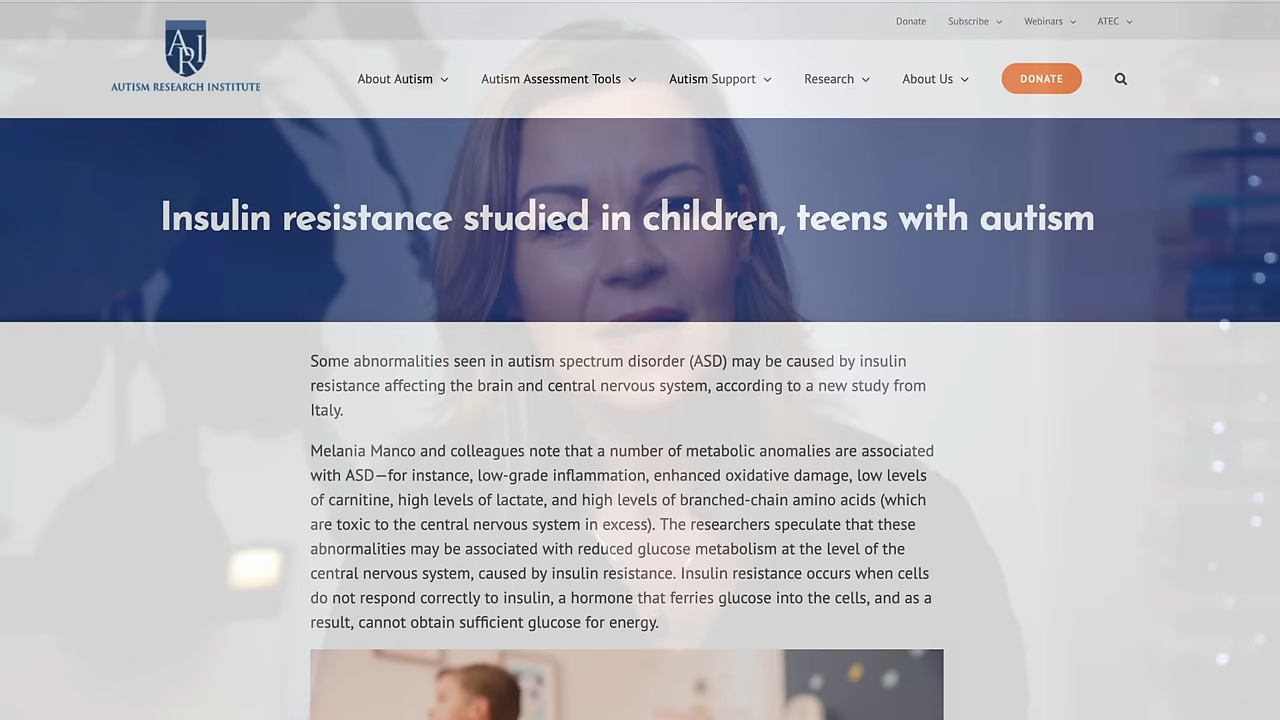 Donate Subscribe Webinars ATEC
ARI
AUTISM RESEARCH INSTITUTE
About Autism Autism Assessment Tools Autism Support Research About Us DONATE
Insulin resistance studied in children, teens with autism
Some abnormalities seen in autism spectrum disorder (ASD) may be caused by insulin
resistance affecting the brain and central nervous system, according to a new study from
Italy.
Melania Manco and colleagues note that a number of metabolic anomalies are associated
with ASD—for instance, low-grade inflammation, enhanced oxidative damage, low levels
of carnitine, high levels of lactate, and high levels of branched-chain amino acids (which
are toxic to the central nervous system in excess). The researchers speculate that these
abnormalities may be associated with reduced glucose metabolism at the level of the
central nervous system, caused by insulin resistance. Insulin resistance occurs when cells
do not respond correctly to insulin, a hormone that ferries glucose into the cells, and as a
result, cannot obtain sufficient glucose for energy.